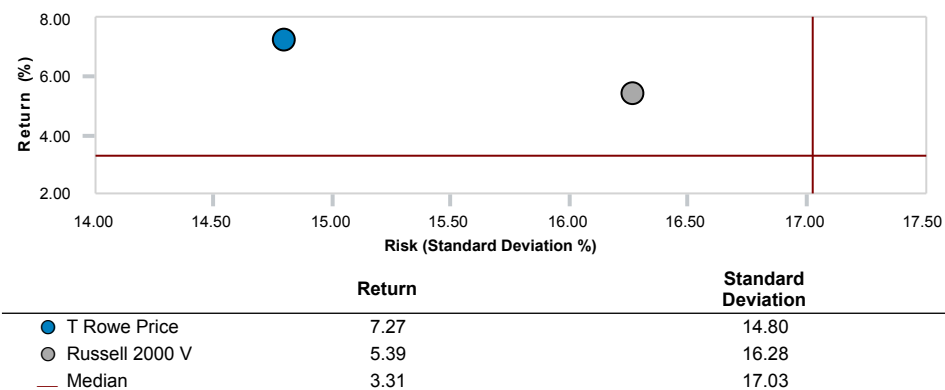 8.00
6.00
4.00
2.00
Return (%)
14.00 14.50 15.00 15.50 16.00 16.50 17.00 17.50
Risk (Standard Deviation %)
Return Standard Deviation
T Rowe Price 7.27 14.80
Russell 2000 V 5.39 16.28
Median 3.31 17.03